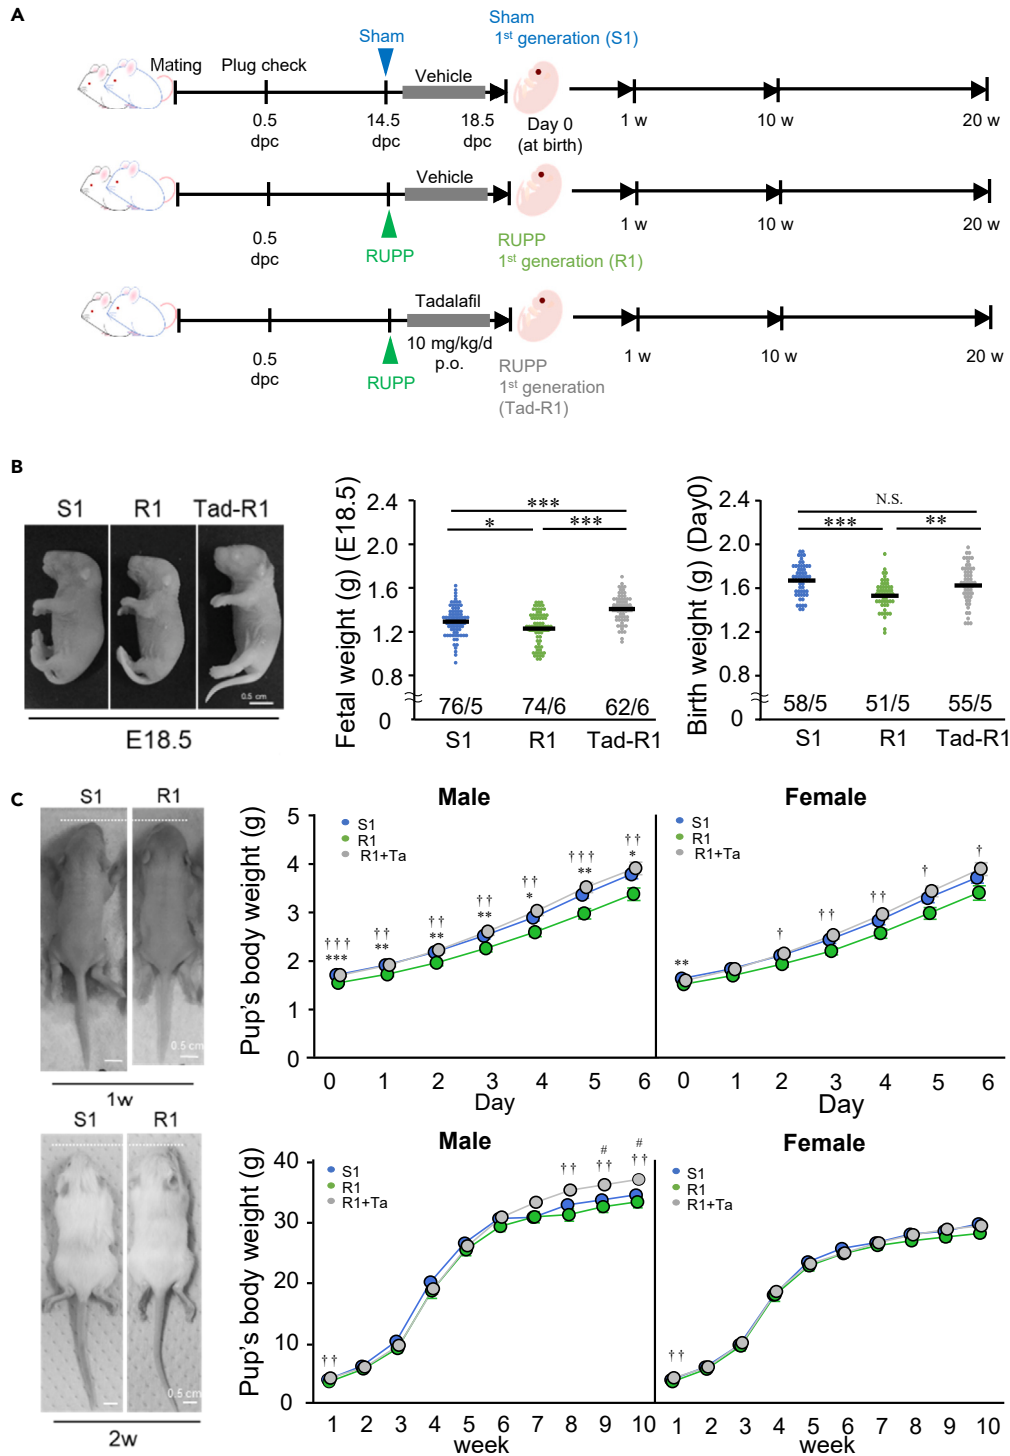 A
Sham
1st generation (S1)
Sham
Mating
Plug check
Vehicle
0.5
dpc
14.5
dpc
18.5
dpc
Day 0
(at birth)
1 w
10 w
20 w
Vehicle
0.5
dpc
RUPP
RUPP
1st generation (R1)
1 w
10 w
20 w
Tadalafil
0.5
dpc
RUPP
10 mg/kg/d
p.o.
RUPP
1st generation
(Tad-R1)
1 w
10 w
20 w
B
S1 R1 Tad-R1
0.5 cm
E18.5
Fetal weight (g) (E18.5)
2.4
2.0
1.6
1.2
0.8
0
***
* ***
76/5 74/6 62/6
S1 R1 Tad-R1
Birth weight (g) (Day0)
2.4
2.0
1.6
1.2
0.8
0
N.S.
*** **
58/5 51/5 55/5
S1 R1 Tad-R1
C
S1 R1
0.5 cm
1w
S1 R1
0.5 cm
2w
Pup's body weight (g)
Male
5
4
3
2
1
0
S1
R1
R1+Ta
†††
***
††
**
††
**
††
**
††
*
†††
**
††
*
0 1 2 3 4 5 6
Day
Female
S1
R1
R1+Ta
**
†
††
††
†
†
0 1 2 3 4 5 6
Day
Pup's body weight (g)
Male
40
30
20
10
0
S1
R1
R1+Ta
††
††
#
††
#
††
1 2 3 4 5 6 7 8 9 10
week
Female
S1
R1
R1+Ta
††
1 2 3 4 5 6 7 8 9 10
week